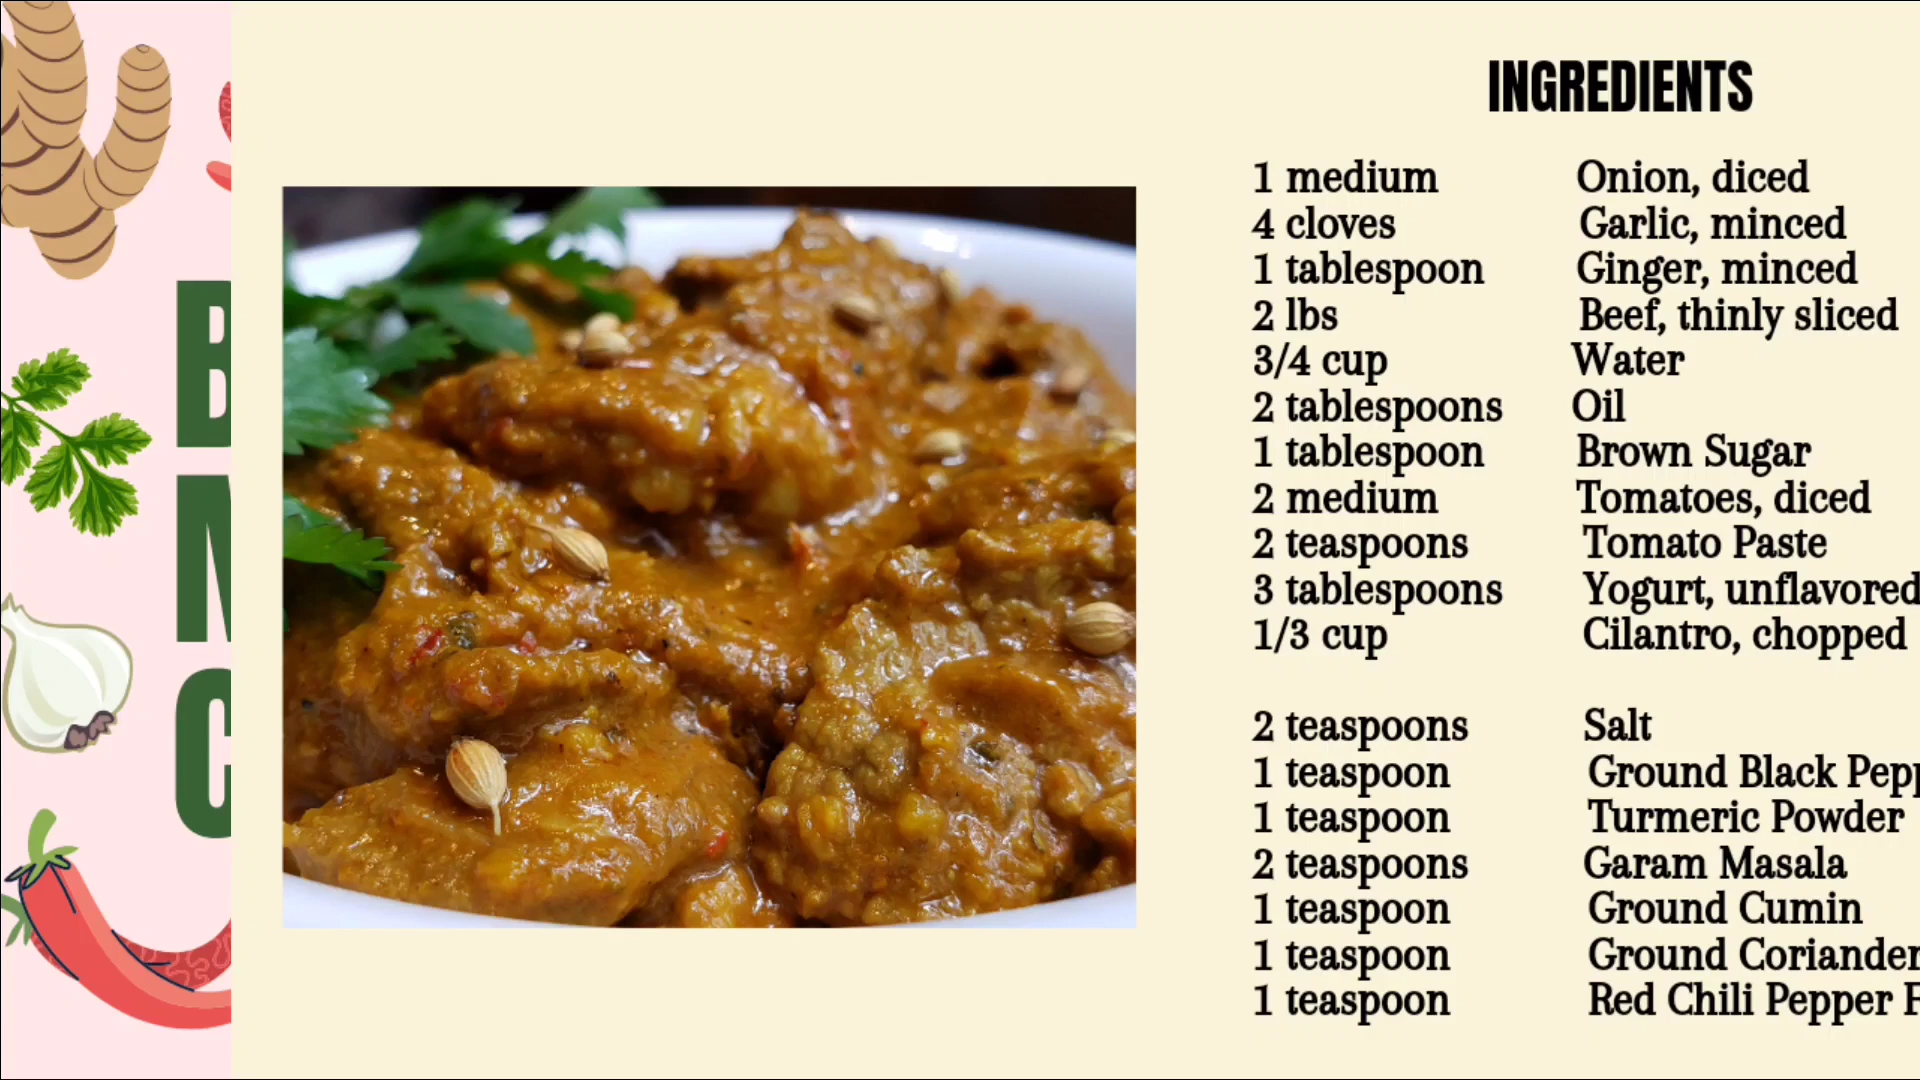 B
M
C
INGREDIENTS
1 medium Onion, diced
4 cloves Garlic, minced
1 tablespoon Ginger, minced
2 lbs Beef, thinly sliced
3/4 cup Water
2 tablespoons Oil
1 tablespoon Brown Sugar
2 medium Tomatoes, diced
2 teaspoons Tomato Paste
3 tablespoons Yogurt, unflavored
1/3 cup Cilantro, chopped
2 teaspoons Salt
1 teaspoon Ground Black Pepp
1 teaspoon Turmeric Powder
2 teaspoons Garam Masala
1 teaspoon Ground Cumin
1 teaspoon Ground Coriander
1 teaspoon Red Chili Pepper F